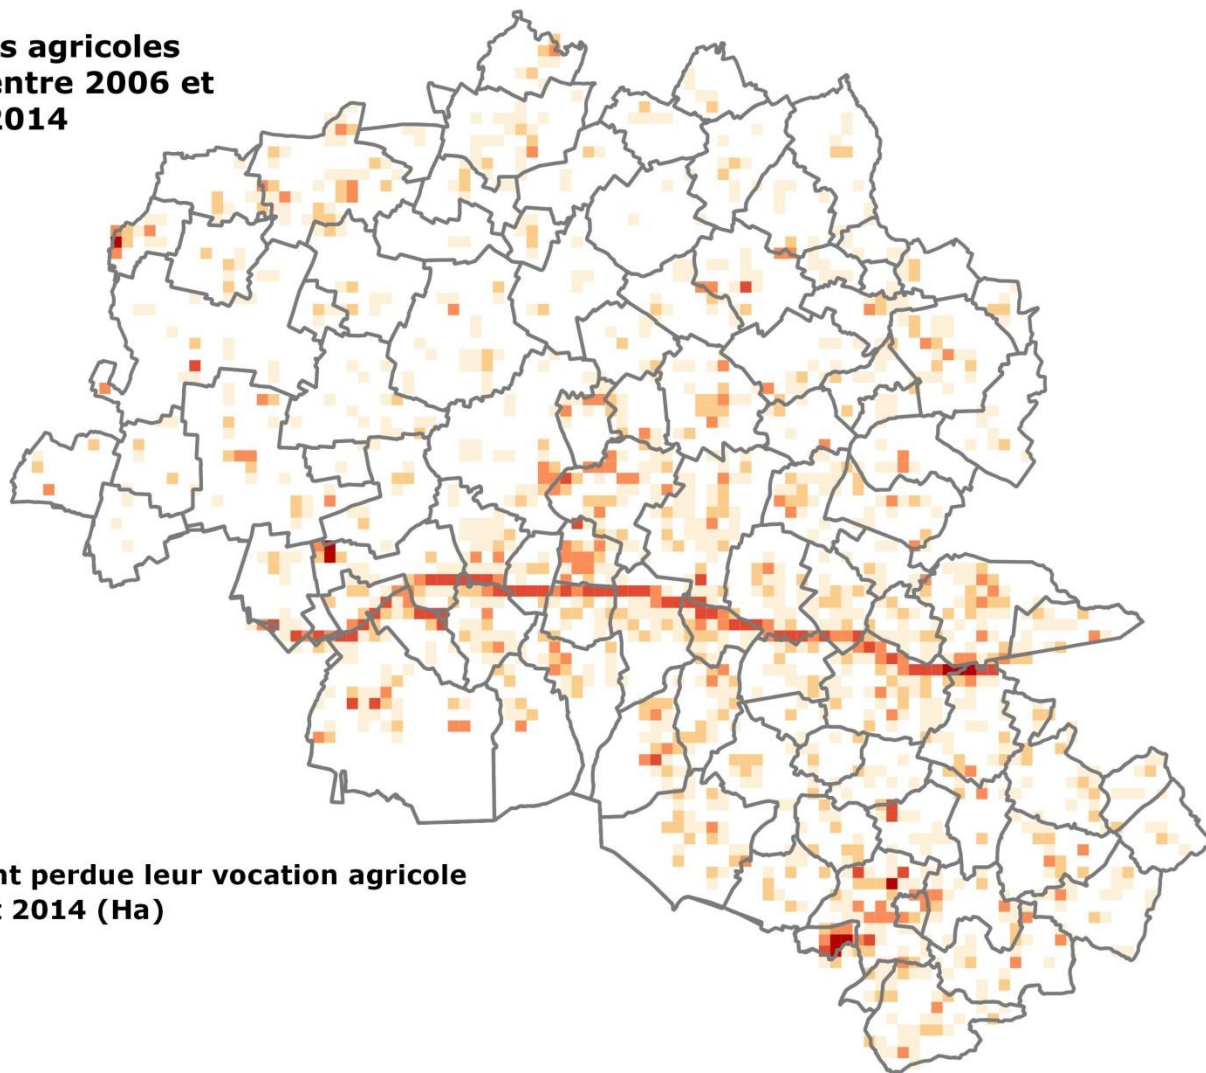 s agricoles
entre 2006 et
2014
nt perdue leur vocation agricole
t 2014 (Ha)